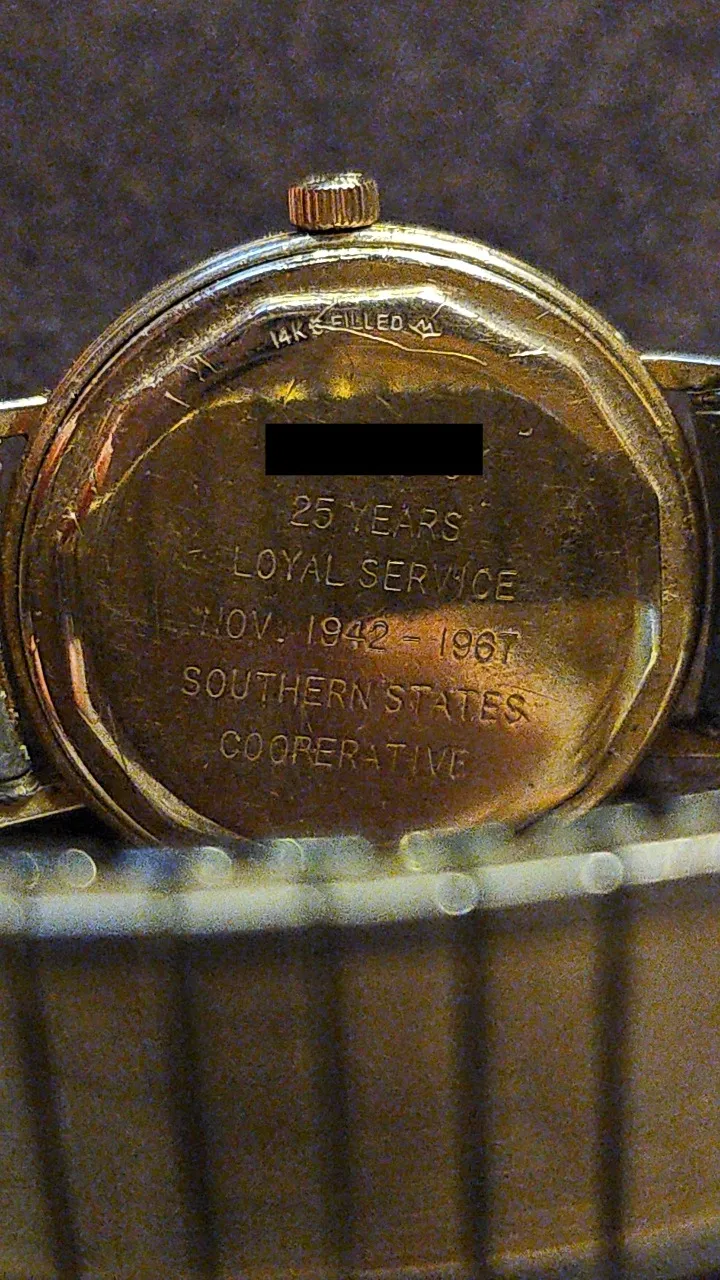 14K FILLED
25 YEARS
LOYAL SERVICE
NOV. 1942 - 1967
SOUTHERN STATES
COOPERATIVE